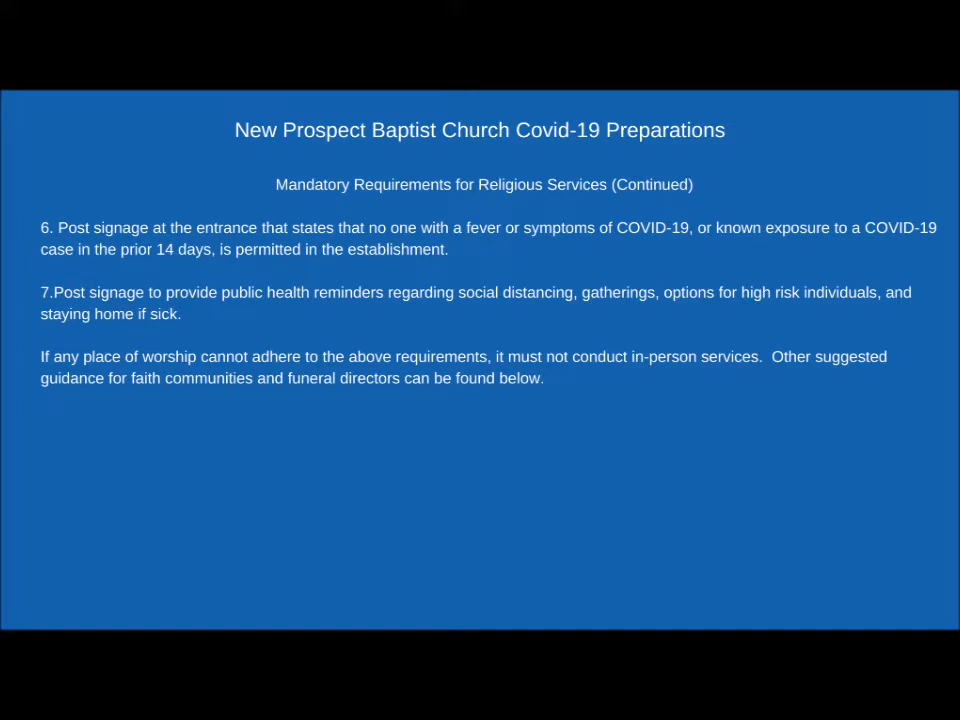 New Prospect Baptist Church Covid-19 Preparations
Mandatory Requirements for Religious Services (Continued)
6. Post signage at the entrance that states that no one with a fever or symptoms of COVID-19, or known exposure to a COVID-19
case in the prior 14 days, is permitted in the establishment.
7.Post signage to provide public health reminders regarding social distancing, gatherings, options for high risk individuals, and
staying home if sick.
If any place of worship cannot adhere to the above requirements, it must not conduct in-person services.  Other suggested
guidance for faith communities and funeral directors can be found below.